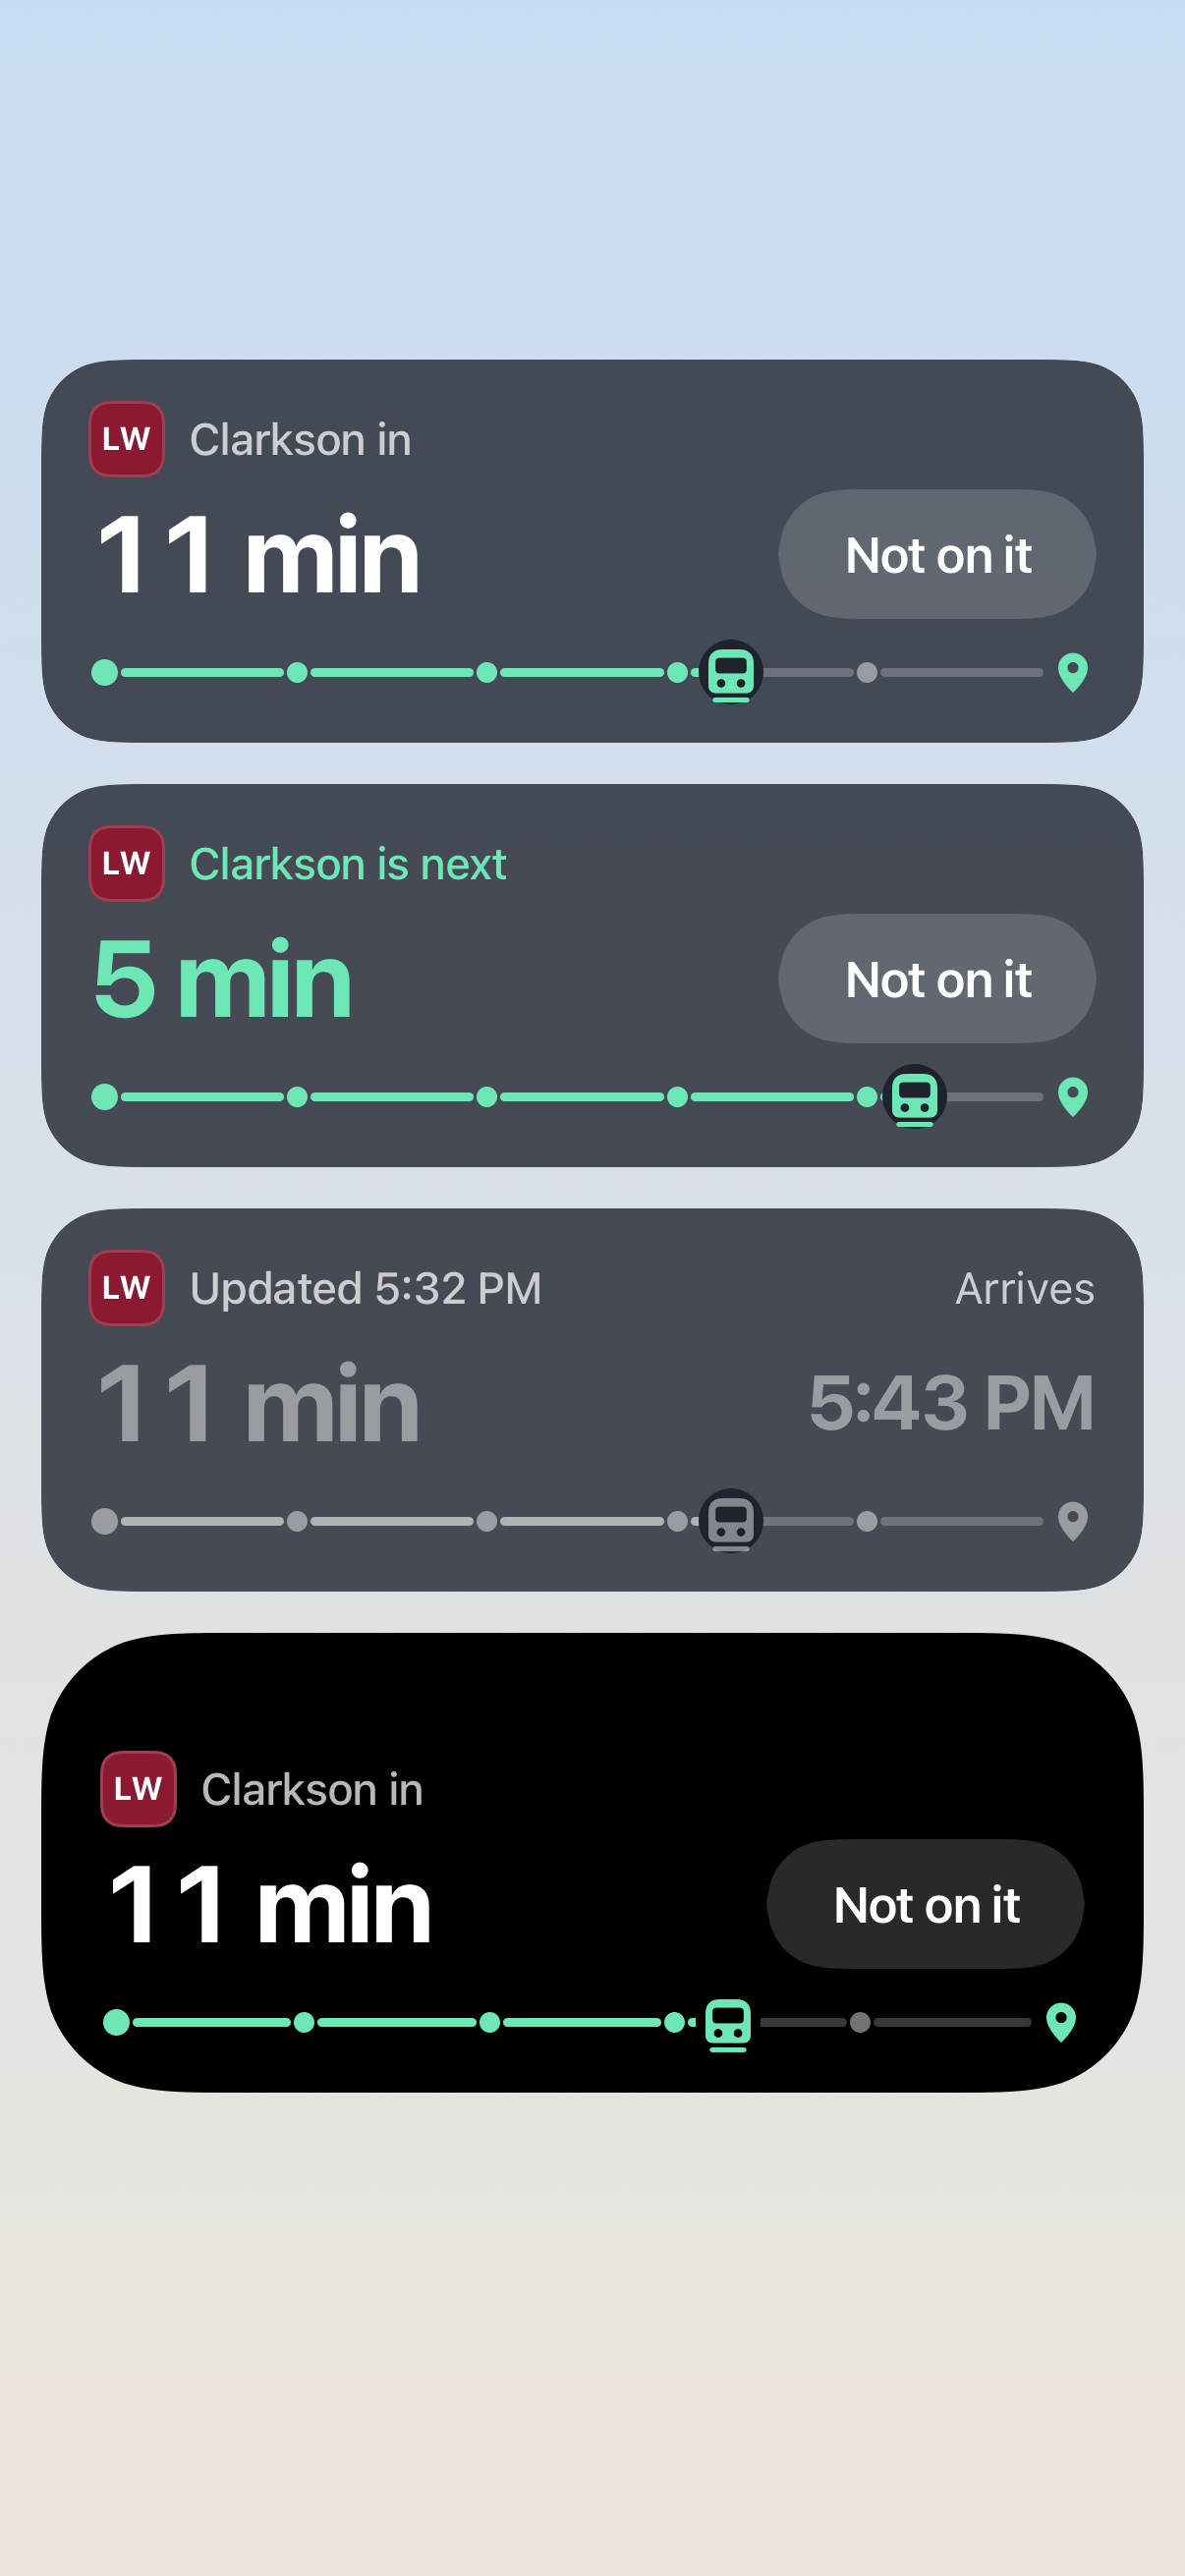 LW Clarkson in
11 min
Not on it
LW Clarkson is next
5 min
Not on it
LW Updated 5:32 PM Arrives
11 min 5:43 PM
LW Clarkson in
11 min
Not on it